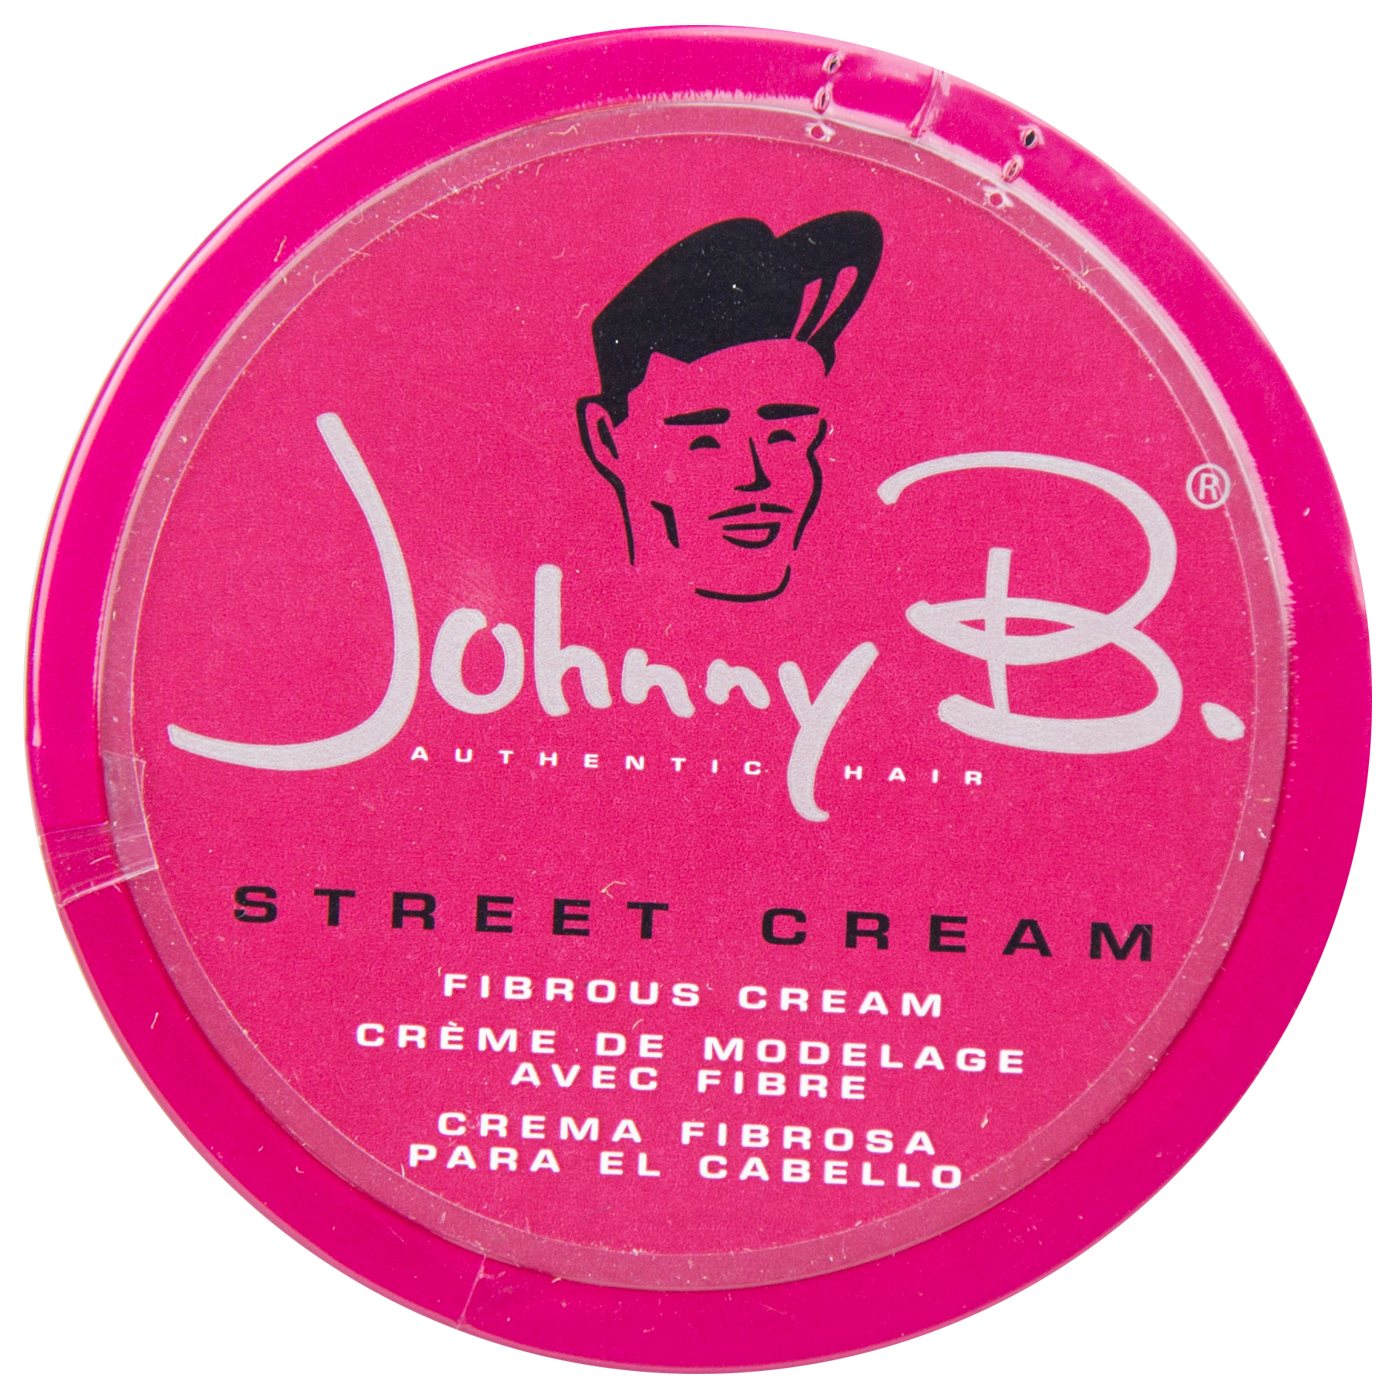 Johnny B.®
AUTHENTIC HAIR
STREET CREAM
FIBROUS CREAM
CRÈME DE MODELAGE
AVEC FIBRE
CREMA FIBROSA
PARA EL CABELLO